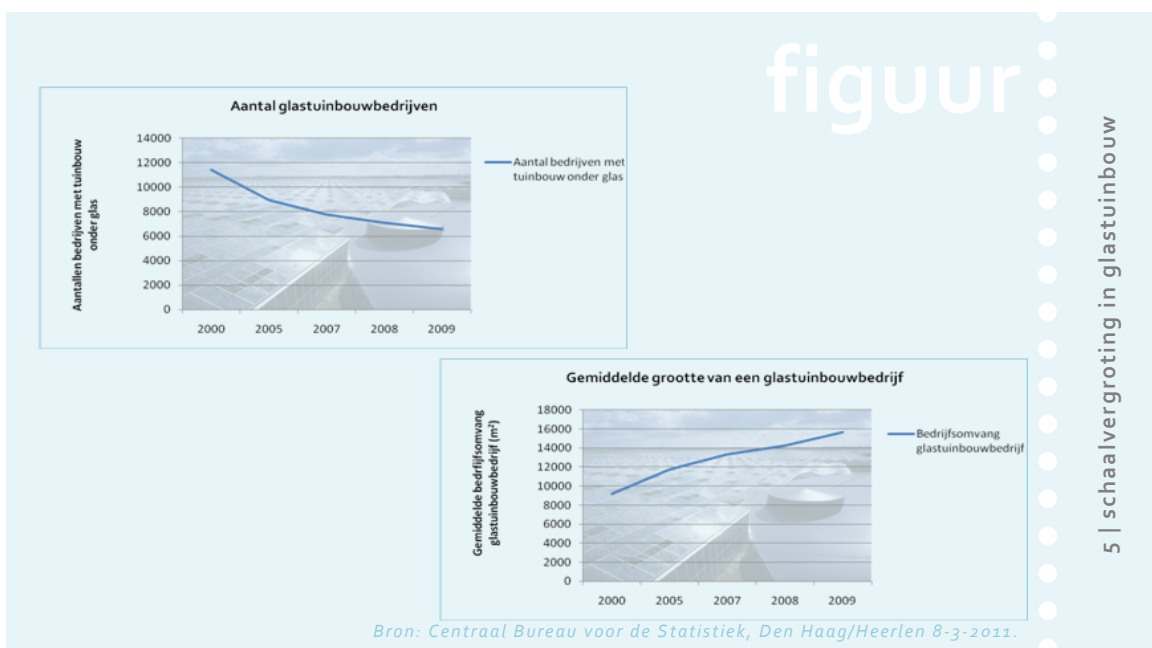 figuur
Aantal glastuinbouwbedrijven
Aantallen bedrijven met tuinbouw
onder glas
14000
12000
10000
8000
6000
4000
2000
0
2000 2005 2007 2008 2009
Aantal bedrijven met
tuinbouw onder glas
Gemiddelde grootte van een glastuinbouwbedrijf
Gemiddelde bedrfijfsomvang
glastuinbouwbedrijf (m²)
18000
16000
14000
12000
10000
8000
6000
4000
2000
0
2000 2005 2007 2008 2009
Bedrijfsomvang
glastuinbouwbedrijf
Bron: Centraal Bureau voor de Statistiek, Den Haag/Heerlen 8-3-2011.
5 | schaalvergroting in glastuinbouw